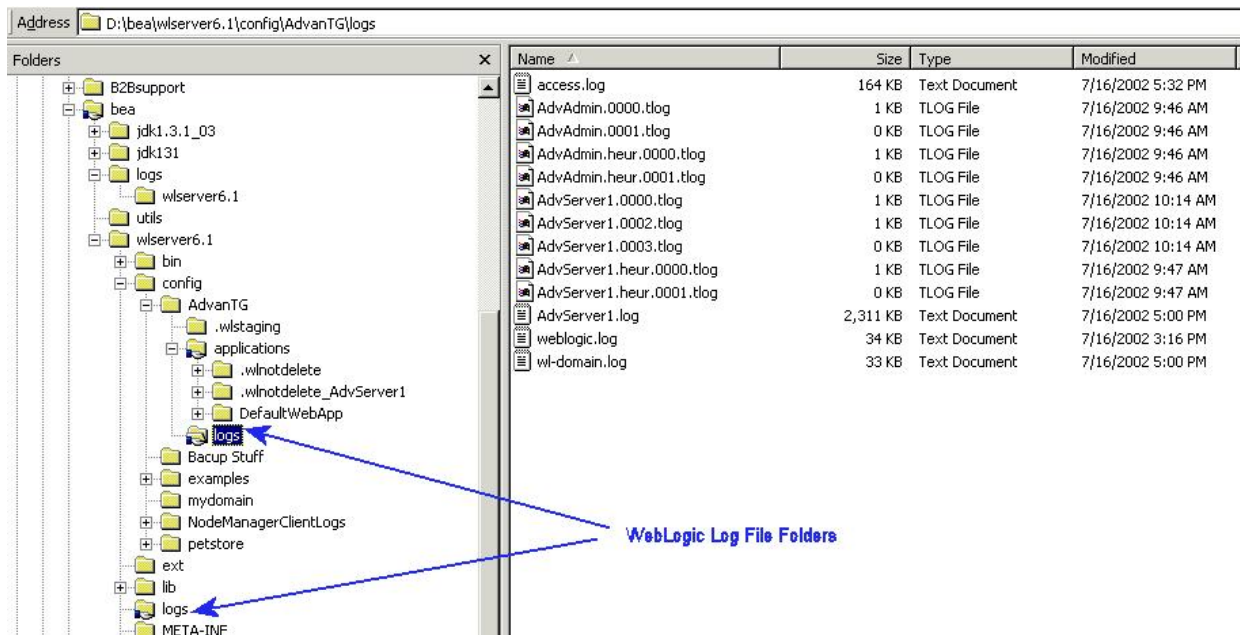 Address D:\bea\wlserver6.1\config\AdvanTG\logs
Folders
B2Bsupport
bea
jdk1.3.1_03
jdk131
logs
wlserver6.1
utils
wlserver6.1
bin
config
AdvanTG
.wlstaging
applications
.wlnotdelete
.wlnotdelete_AdvServer1
DefaultWebApp
logs
Bacup Stuff
examples
mydomain
NodeManagerClientLogs
petstore
ext
lib
logs
META-INF
Name Size Type Modified
access.log 164 KB Text Document 7/16/2002 5:32 PM
AdvAdmin.0000.tlog 1 KB TLOG File 7/16/2002 9:46 AM
AdvAdmin.0001.tlog 0 KB TLOG File 7/16/2002 9:46 AM
AdvAdmin.heur.0000.tlog 1 KB TLOG File 7/16/2002 9:46 AM
AdvAdmin.heur.0001.tlog 0 KB TLOG File 7/16/2002 9:46 AM
AdvServer1.0000.tlog 1 KB TLOG File 7/16/2002 10:14 AM
AdvServer1.0002.tlog 1 KB TLOG File 7/16/2002 10:14 AM
AdvServer1.0003.tlog 0 KB TLOG File 7/16/2002 10:14 AM
AdvServer1.heur.0000.tlog 1 KB TLOG File 7/16/2002 9:47 AM
AdvServer1.heur.0001.tlog 0 KB TLOG File 7/16/2002 9:47 AM
AdvServer1.log 2,311 KB Text Document 7/16/2002 5:00 PM
weblogic.log 34 KB Text Document 7/16/2002 3:16 PM
wl-domain.log 33 KB Text Document 7/16/2002 5:00 PM
WebLogic Log File Folders